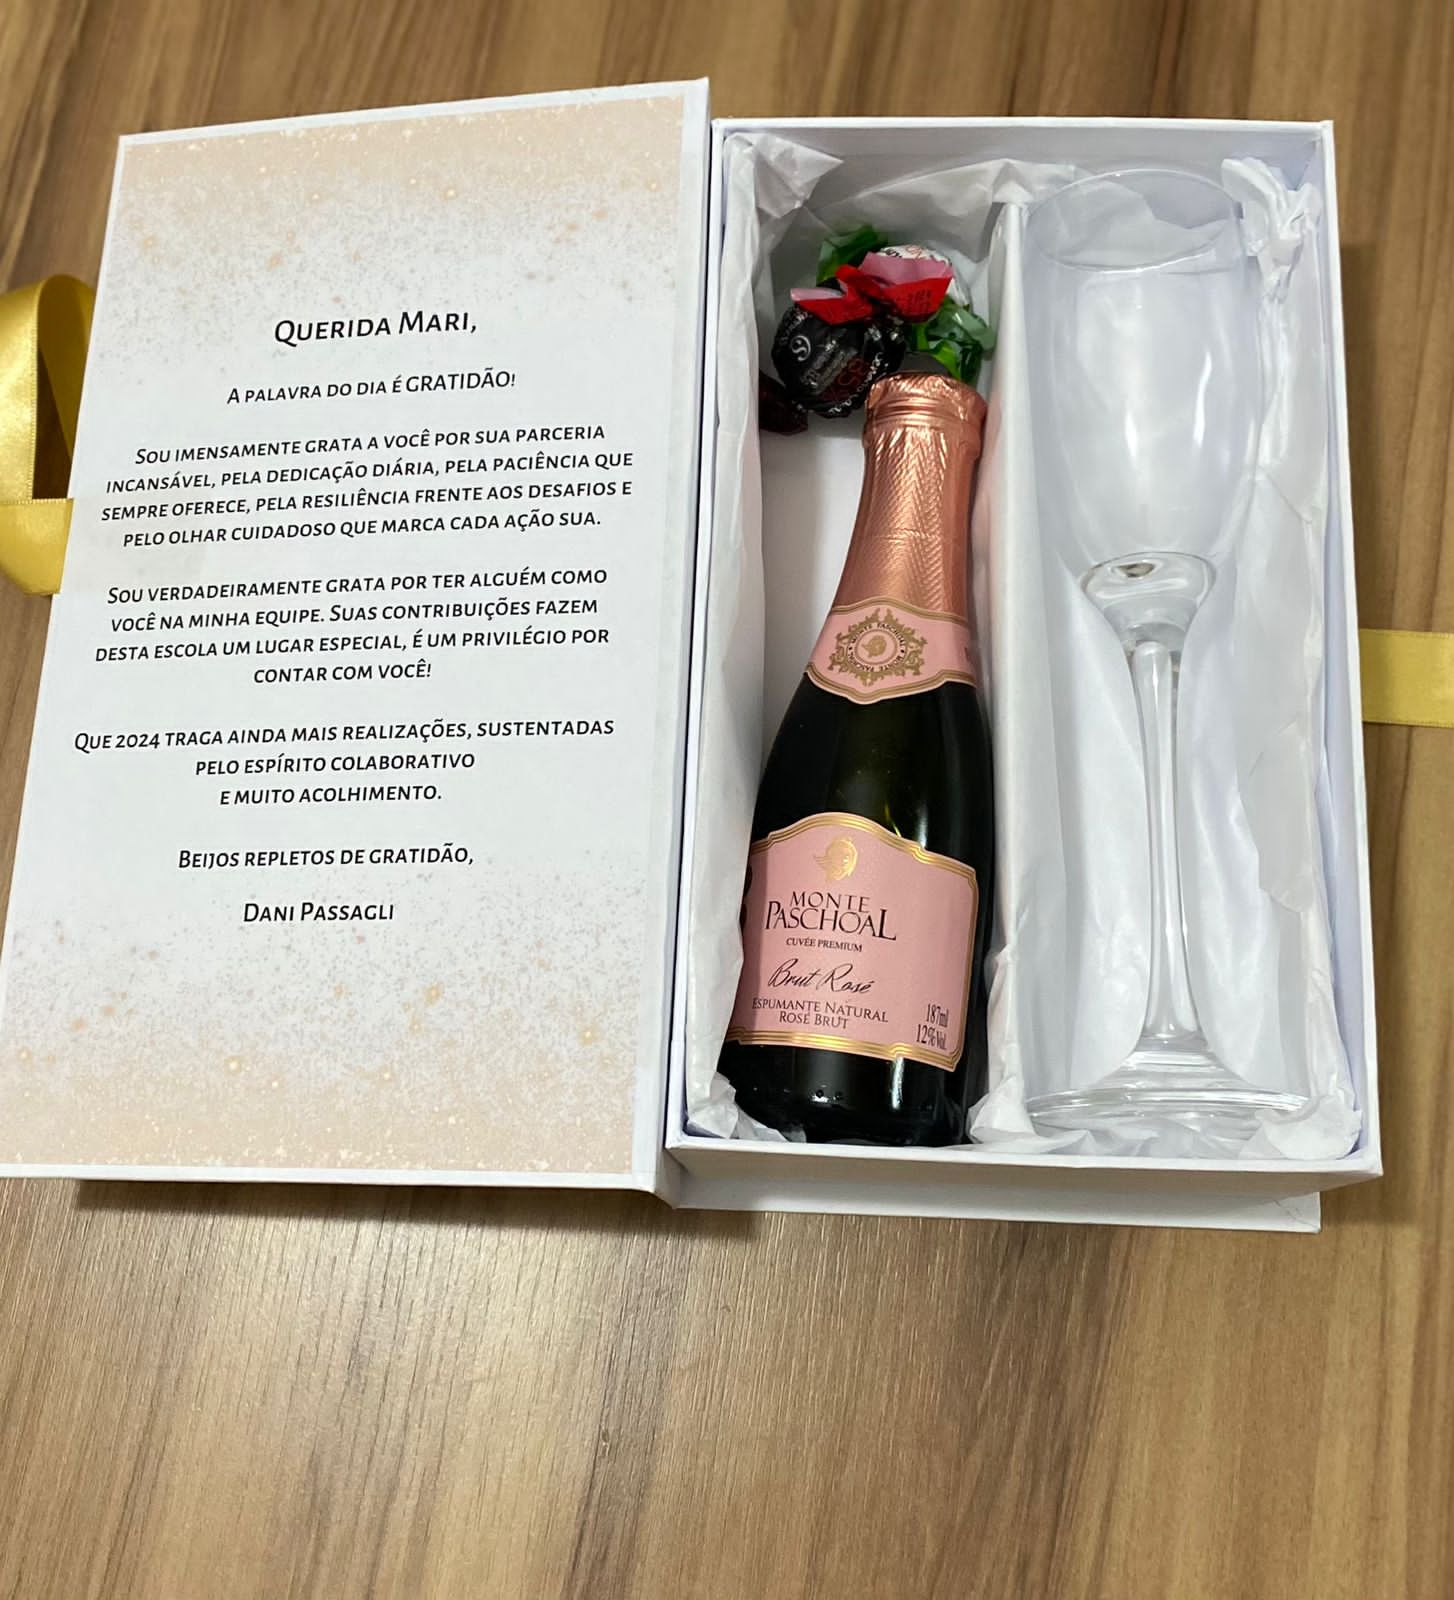 Querida Mari,
A palavra do dia é GRATIDÃO!
Sou imensamente grata a você por sua parceria
incansável, pela dedicação diária, pela paciência que
sempre oferece, pela resiliência frente aos desafios e
pelo olhar cuidadoso que marca cada ação sua.
Sou verdadeiramente grata por ter alguém como
você na minha equipe. Suas contribuições fazem
desta escola um lugar especial, é um privilégio por
contar com você!
Que 2024 traga ainda mais realizações, sustentadas
pelo espírito colaborativo
e muito acolhimento.
Beijos repletos de gratidão,
Dani Passagli
MONTE PASCHOAL • MONTE PASCHOAL
MONTE
PASCHOAL
CUVÉE PREMIUM
Brut Rosé
ESPUMANTE NATURAL
ROSÉ BRUT
187ml
12% Vol.